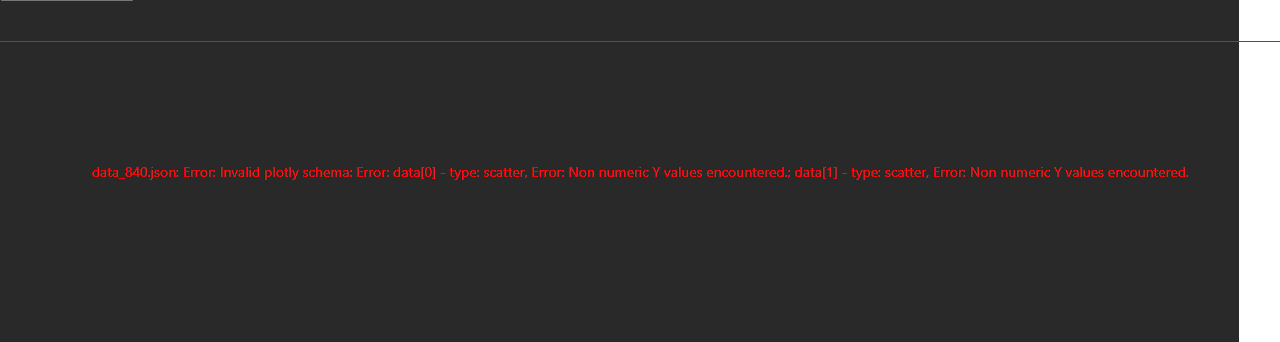 data_840.json: Error: Invalid plotly schema: Error: data[0] - type: scatter, Error: Non numeric Y values encountered.; data[1] - type: scatter, Error: Non numeric Y values encountered.